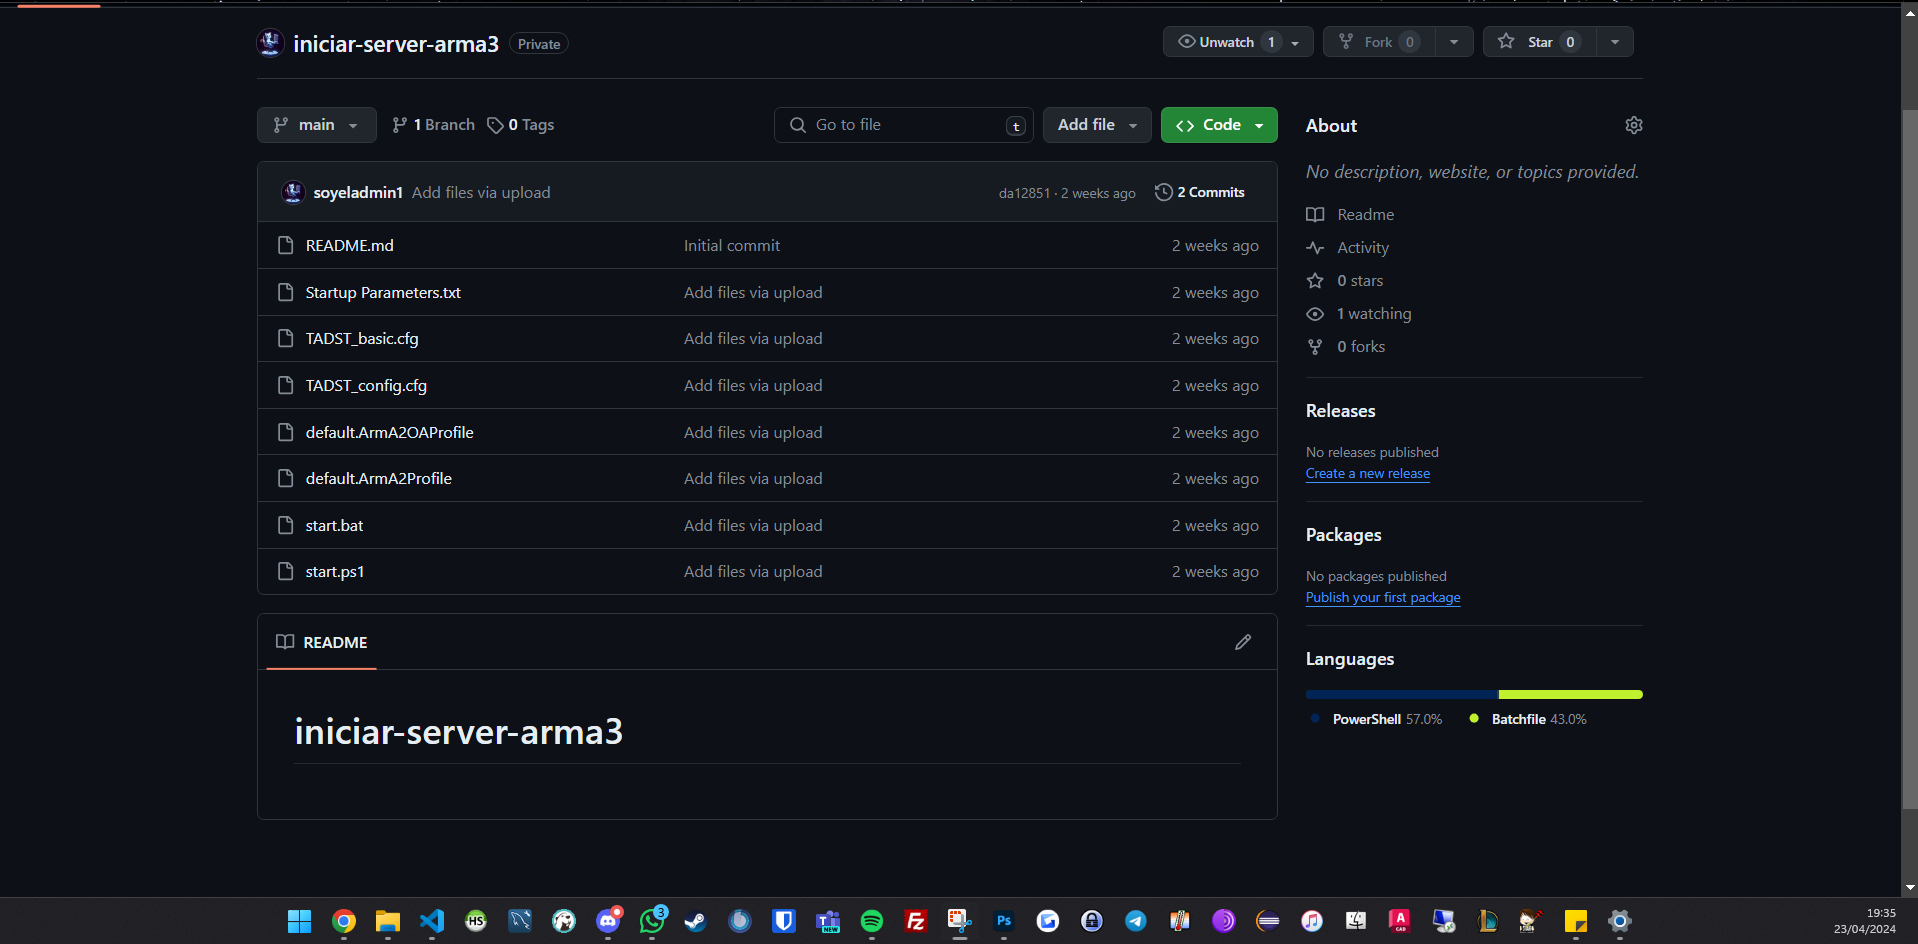 iniciar-server-arma3 Private Unwatch 1 Fork 0 Star 0
main 1 Branch 0 Tags Go to file t Add file Code
soyeladmin1 Add files via upload da12851 · 2 weeks ago 2 Commits
README.md Initial commit 2 weeks ago
Startup Parameters.txt Add files via upload 2 weeks ago
TADST_basic.cfg Add files via upload 2 weeks ago
TADST_config.cfg Add files via upload 2 weeks ago
default.ArmA2OAProfile Add files via upload 2 weeks ago
default.ArmA2Profile Add files via upload 2 weeks ago
start.bat Add files via upload 2 weeks ago
start.ps1 Add files via upload 2 weeks ago
README
iniciar-server-arma3
About
No description, website, or topics provided.
Readme
Activity
0 stars
1 watching
0 forks
Releases
No releases published
Create a new release
Packages
No packages published
Publish your first package
Languages
PowerShell 57.0% Batchfile 43.0%
HS 3 T NEW FZ Ps A CAD
19:35
23/04/2024